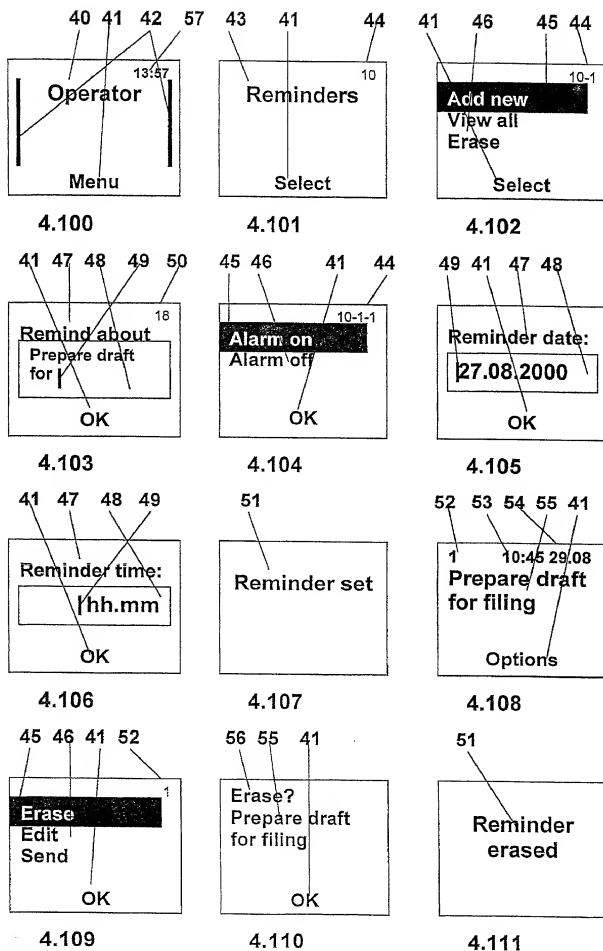 40 41 42 57
13:57
Operator
Menu
4.100
43 41 44
10
Reminders
Select
4.101
41 46 45 44
10-1
Add new
View all
Erase
Select
4.102
41 47 48 49 50
18
Remind about
Prepare draft
for
OK
4.103
45 46 41 44
10-1-1
Alarm on
Alarm off
OK
4.104
49 41 47 48
Reminder date:
27.08.2000
OK
4.105
41 47 48 49
Reminder time:
hh.mm
OK
4.106
51
Reminder set
4.107
52 53 54 55 41
1 10:45 29.08
Prepare draft
for filing
Options
4.108
45 46 41 52
1
Erase
Edit
Send
OK
4.109
56 55 41
Erase?
Prepare draft
for filing
OK
4.110
51
Reminder
erased
4.111